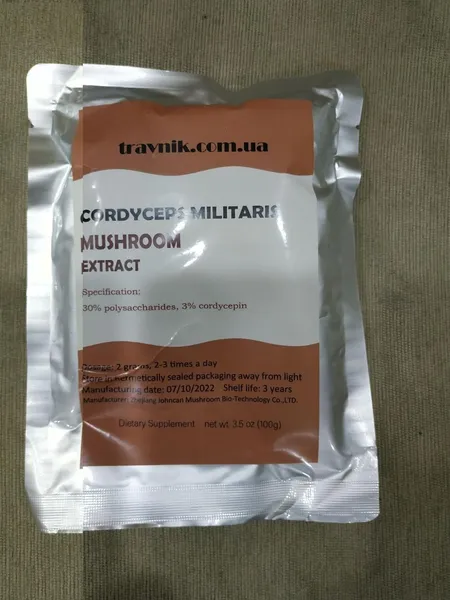 travnik.com.ua
CORDYCEPS MILITARIS
MUSHROOM
EXTRACT
Specification:
30% polysaccharides, 3% cordycepin
Dosage: 2 grams, 2-3 times a day
Store in hermetically sealed packaging away from light
Manufacturing date: 07/10/2022 Shelf life: 3 years
Manufacturer: Zhejiang Johncan Mushroom Bio-Technology Co.,LTD.
Dietary Supplement net wt. 3.5 oz (100g)